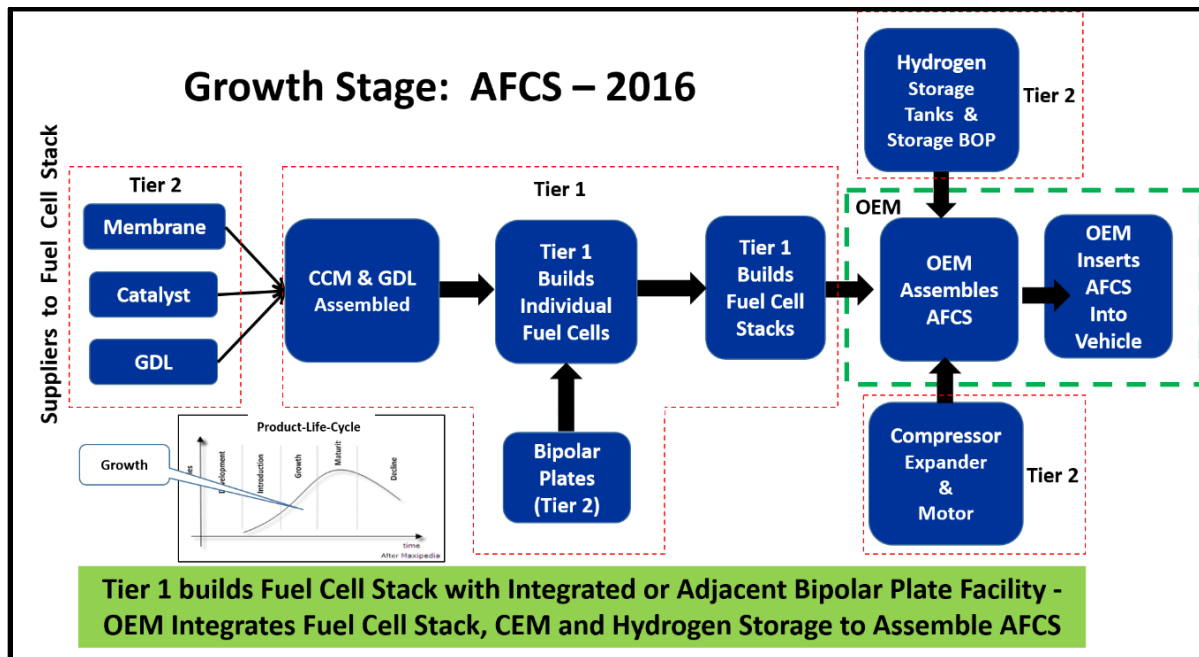 Growth Stage: AFCS – 2016
Suppliers to Fuel Cell Stack
Tier 2
Membrane
Catalyst
GDL
Tier 1
CCM & GDL
Assembled
Tier 1
Builds
Individual
Fuel Cells
Tier 1
Builds
Fuel Cell
Stacks
Bipolar
Plates
(Tier 2)
Hydrogen
Storage
Tanks &
Storage BOP
Tier 2
OEM
OEM
Assembles
AFCS
OEM
Inserts
AFCS
Into
Vehicle
Compressor
Expander
&
Motor
Tier 2
Product-Life-Cycle
Growth
Introduction
Growth
Maturit
Decline
time
After Maxipedia
Tier 1 builds Fuel Cell Stack with Integrated or Adjacent Bipolar Plate Facility -
OEM Integrates Fuel Cell Stack, CEM and Hydrogen Storage to Assemble AFCS